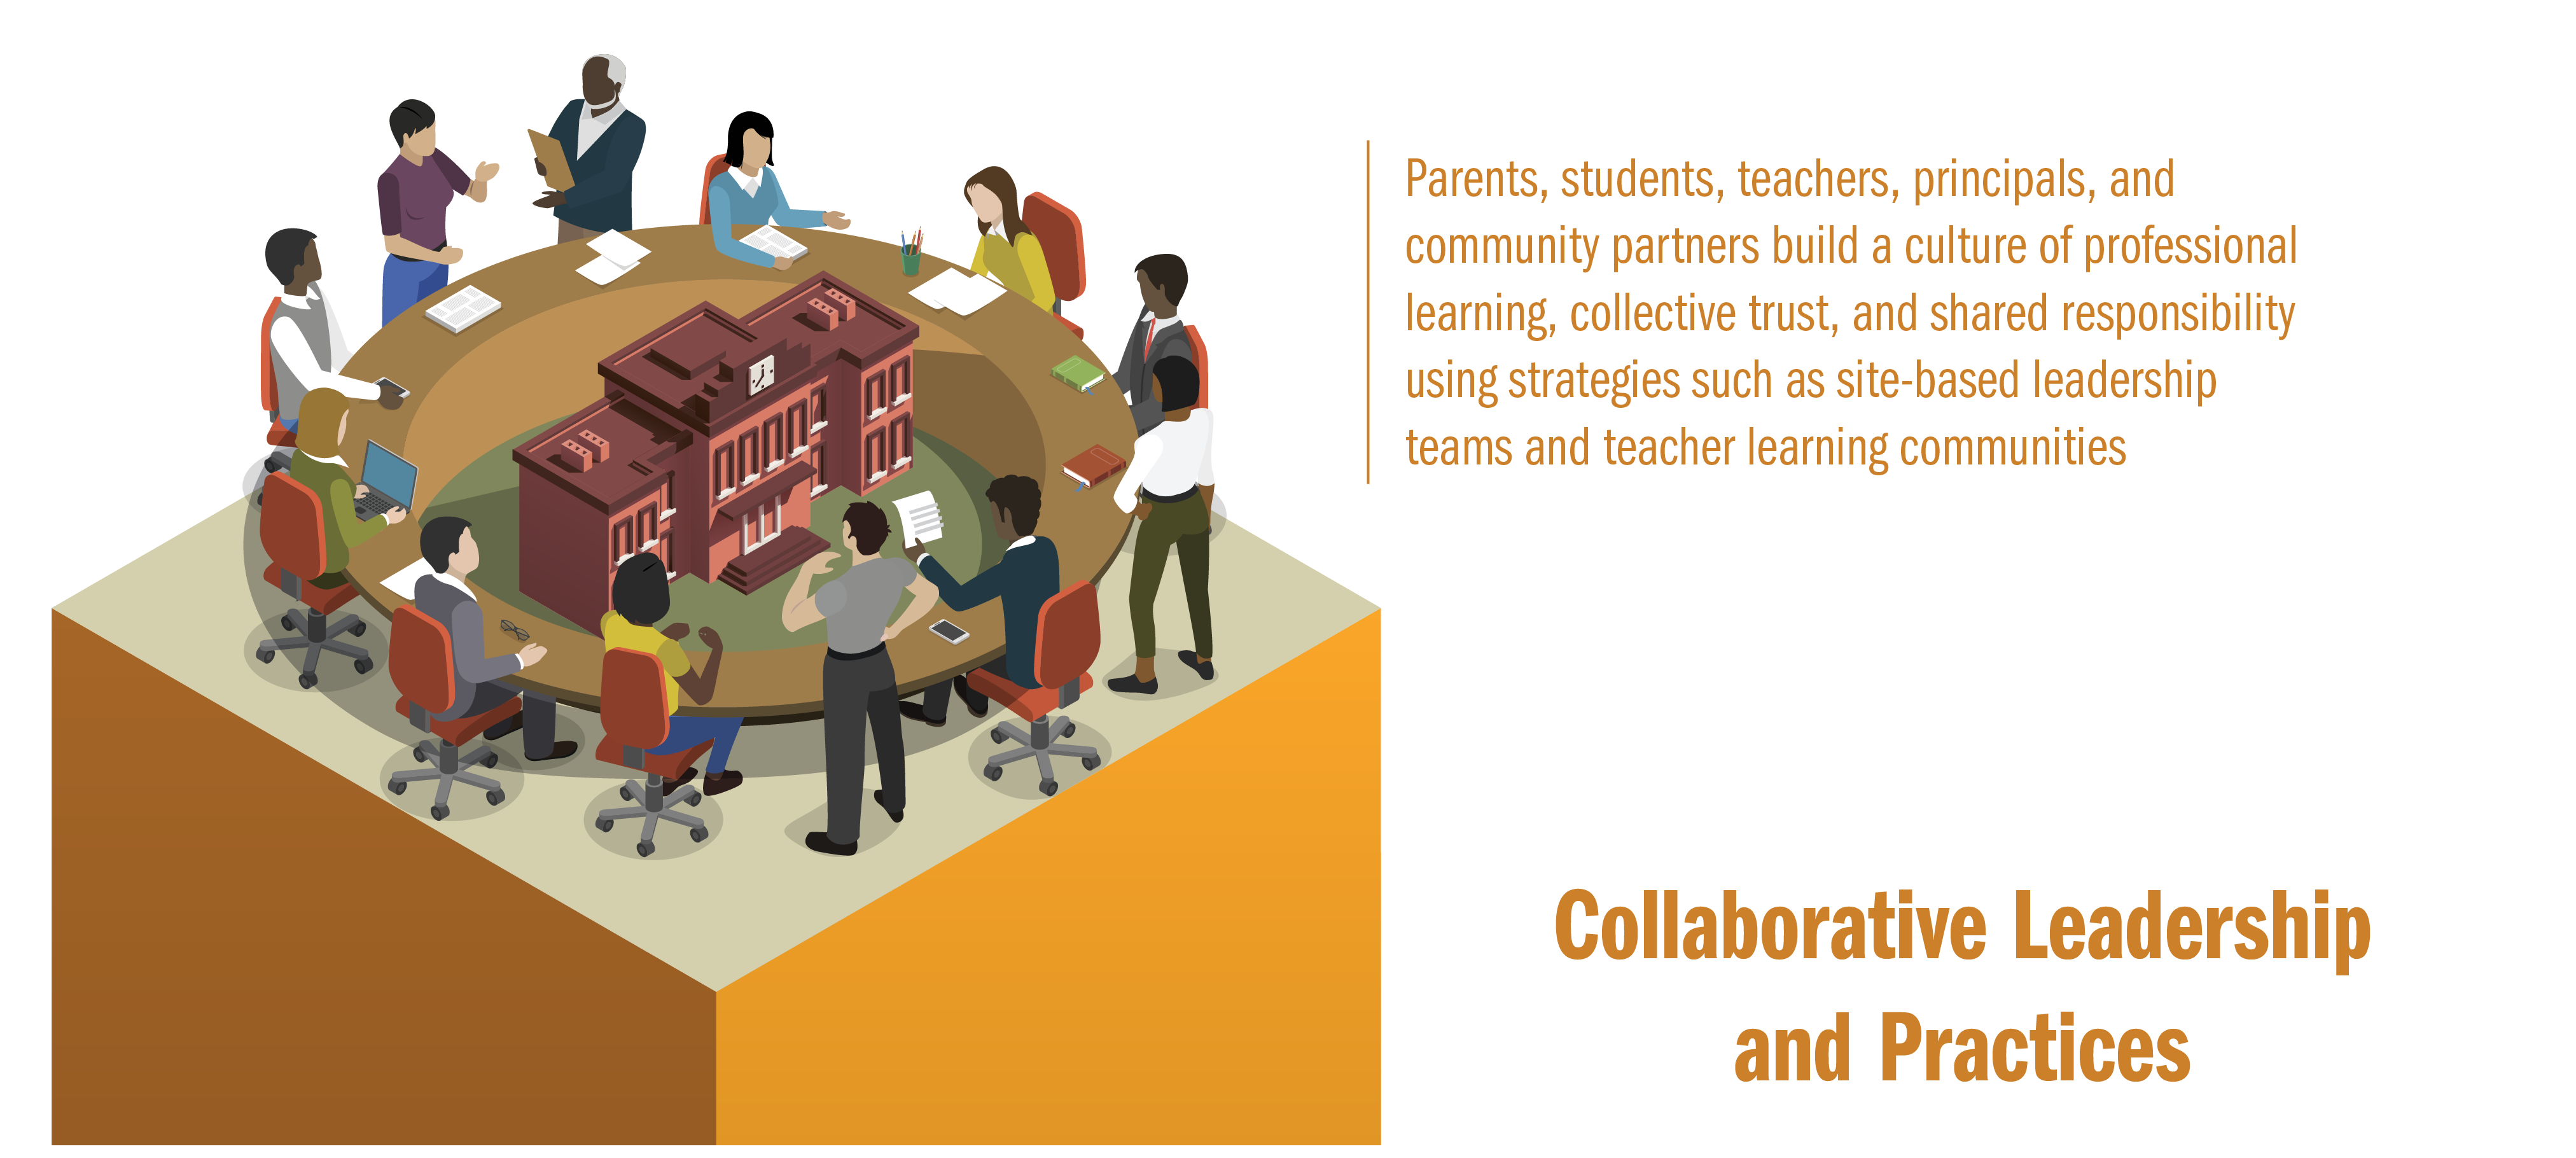 Parents, students, teachers, principals, and
community partners build a culture of professional
learning, collective trust, and shared responsibility
using strategies such as site-based leadership
teams and teacher learning communities
Collaborative Leadership
and Practices